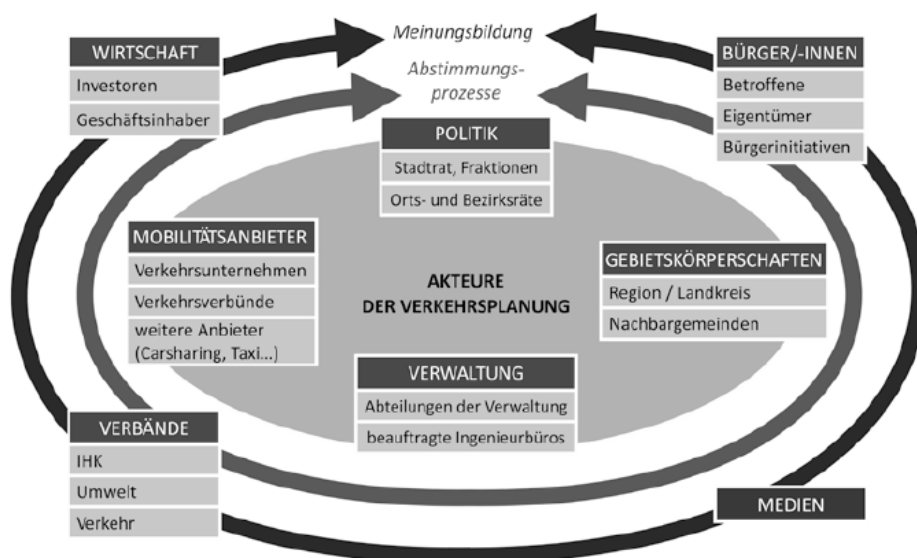 Meinungsbildung
Abstimmungs-
prozesse
WIRTSCHAFT
Investoren
Geschäftsinhaber
BÜRGER/-INNEN
Betroffene
Eigentümer
Bürgerinitiativen
POLITIK
Stadtrat, Fraktionen
Orts- und Bezirksräte
MOBILITÄTSANBIETER
Verkehrsunternehmen
Verkehrsverbünde
weitere Anbieter
(Carsharing, Taxi...)
AKTEURE
DER VERKEHRSPLANUNG
GEBIETSKÖRPERSCHAFTEN
Region / Landkreis
Nachbargemeinden
VERWALTUNG
Abteilungen der Verwaltung
beauftragte Ingenieurbüros
VERBÄNDE
IHK
Umwelt
Verkehr
MEDIEN